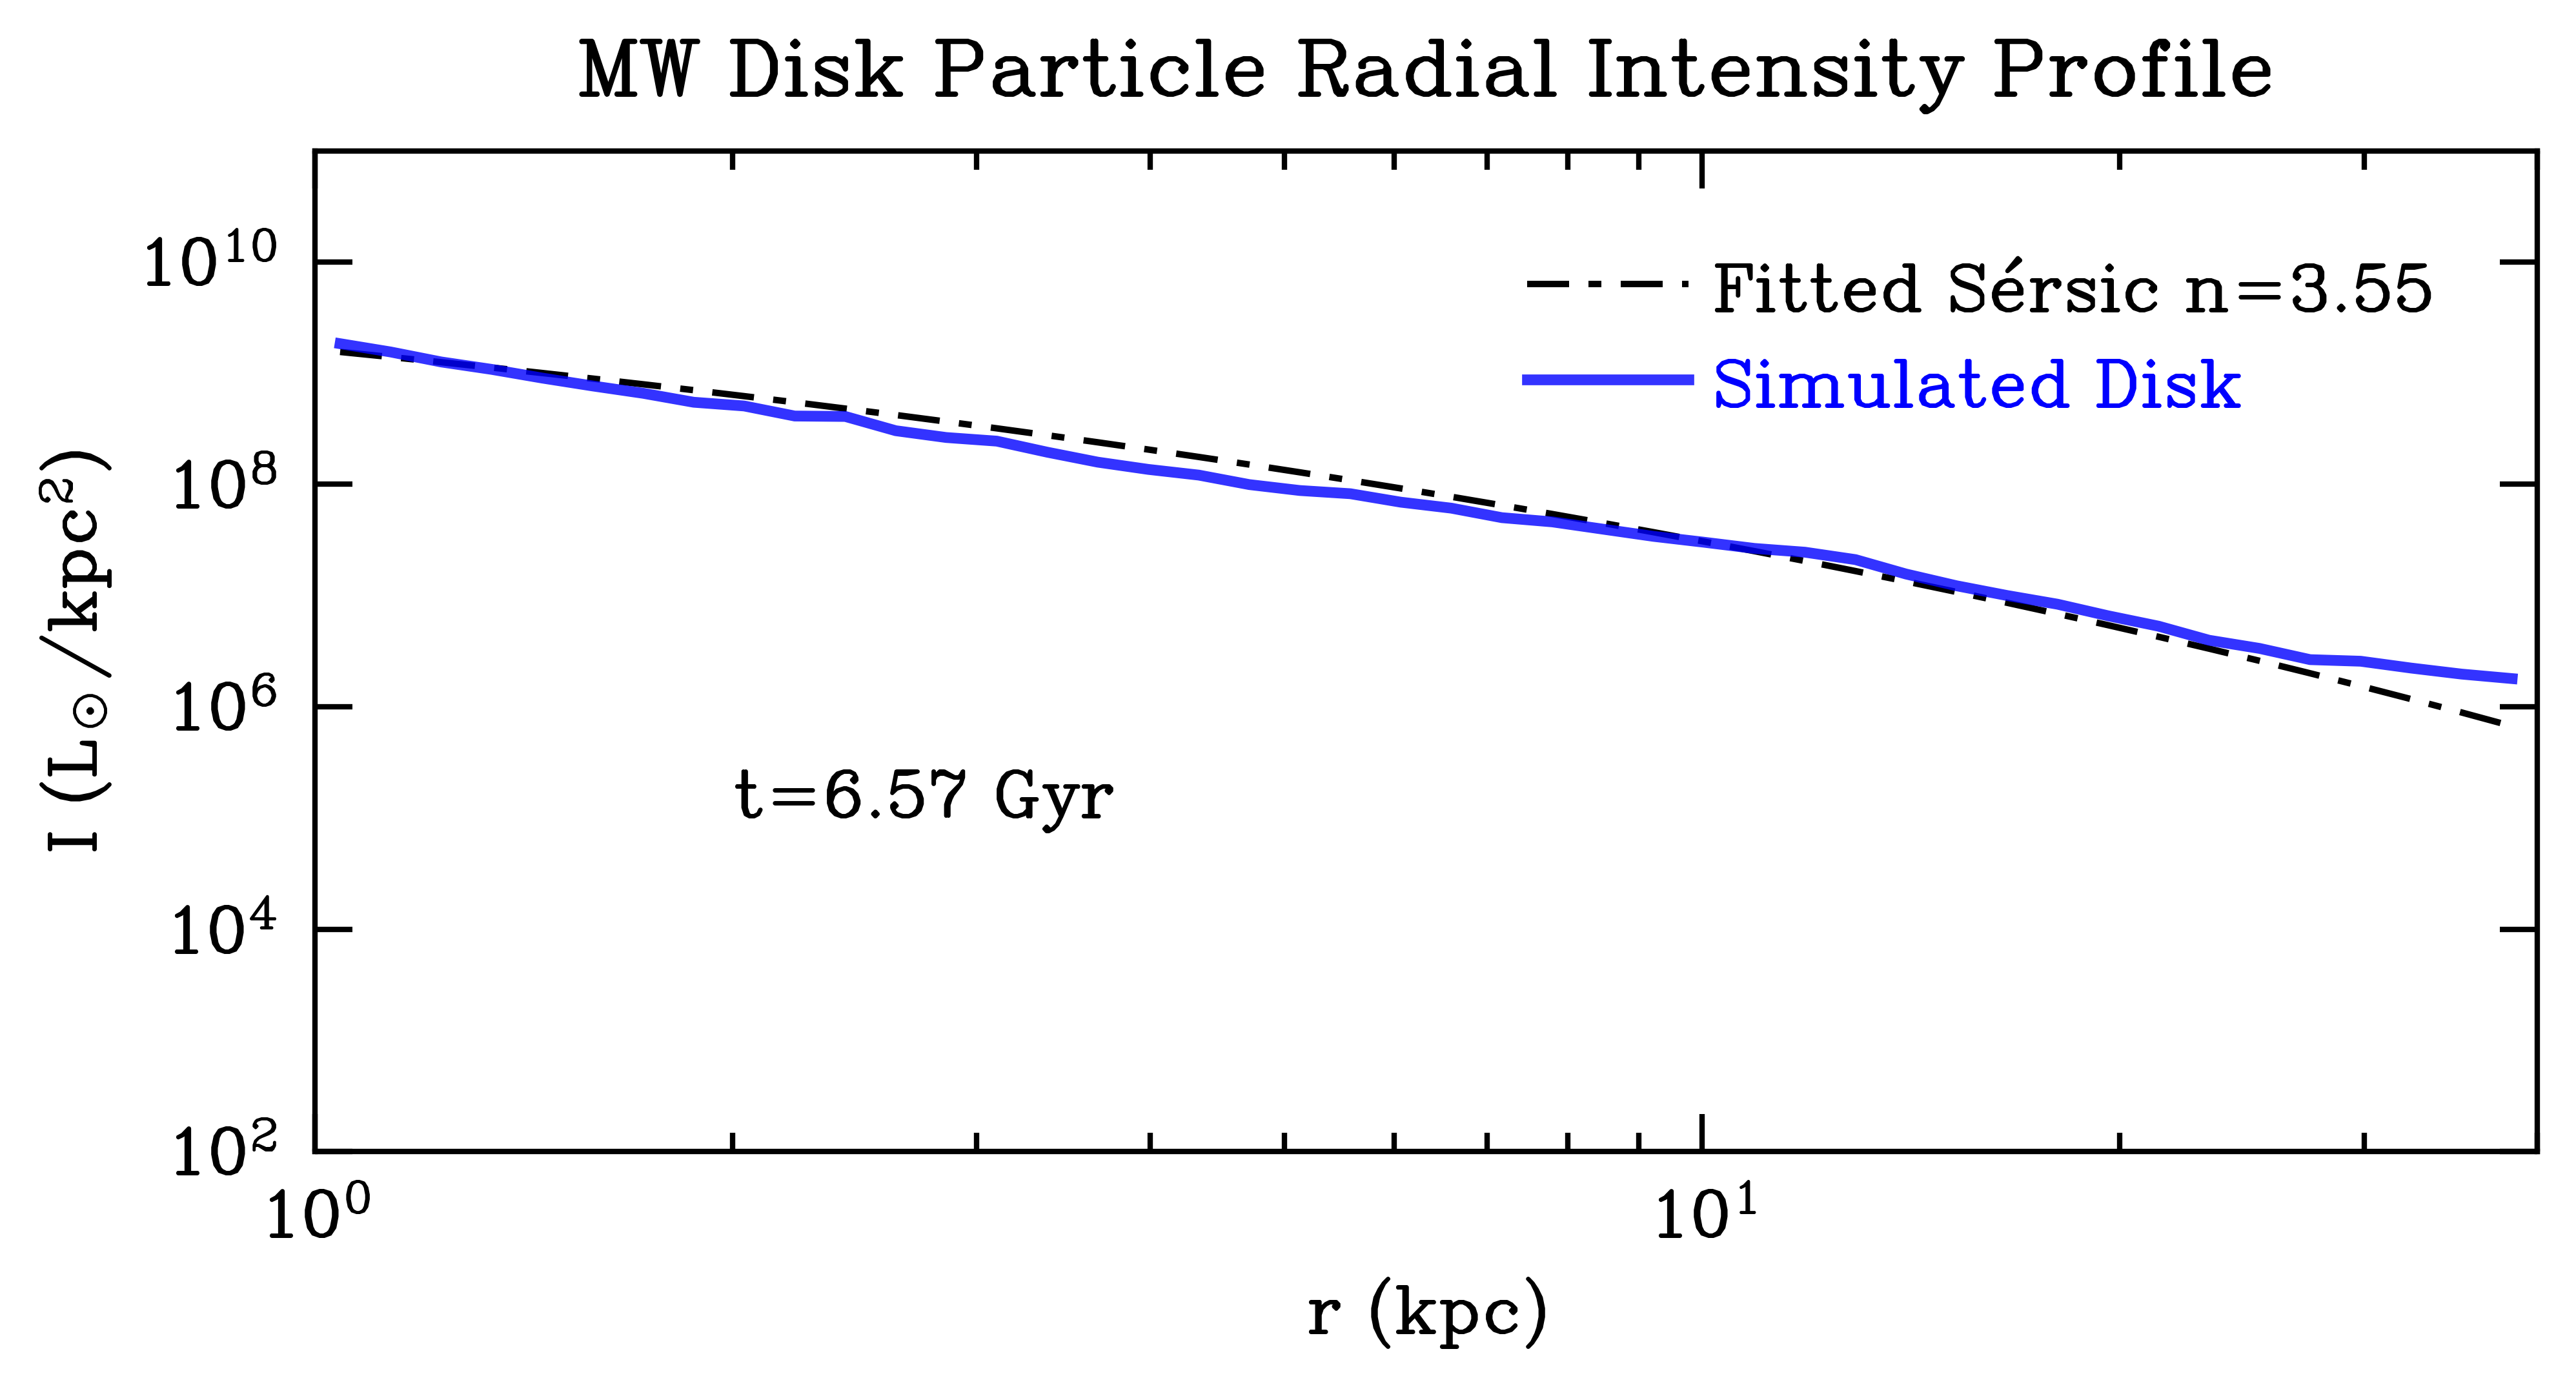 MW Disk Particle Radial Intensity Profile
10^10
10^8
10^6
10^4
10^2
I (L⊙/kpc²)
Fitted Sérsic n=3.55
Simulated Disk
t=6.57 Gyr
10^0
10^1
r (kpc)